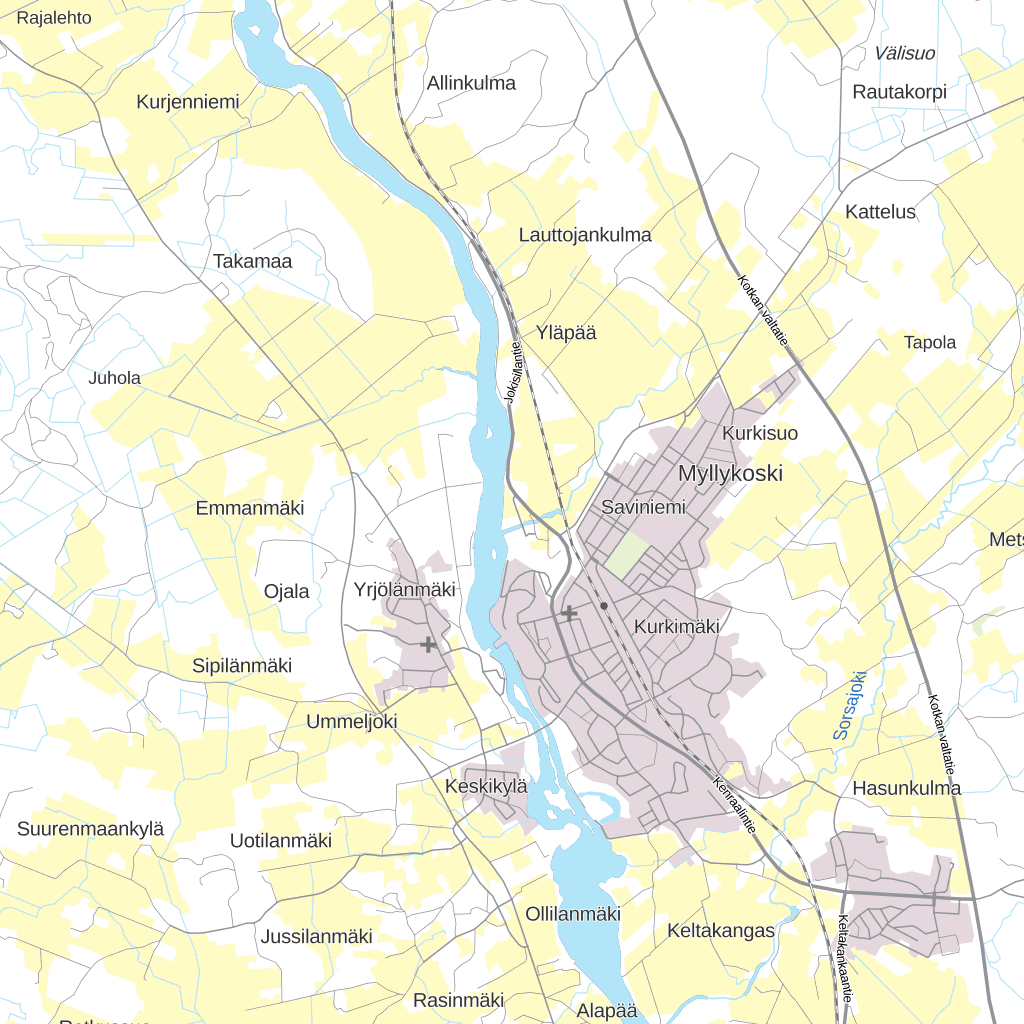 Rajalehto
Välisuo
Allinkulma
Rautakorpi
Kurjenniemi
Kattelus
Lauttojankulma
Takamaa
Kotkan valtatie
Yläpää
Tapola
Jokisillantie
Juhola
Kurkisuo
Myllykoski
Emmanmäki
Saviniemi
Ojala
Yrjölänmäki
Kurkimäki
Sipilänmäki
Sorsajoki
Ummeljoki
Kotkan valtatie
Keskikylä
Hasunkulma
Kenraalintie
Suurenmaankylä
Uotilanmäki
Ollilanmäki
Keltakangas
Jussilanmäki
Keltakankaantie
Rasinmäki
Alapää